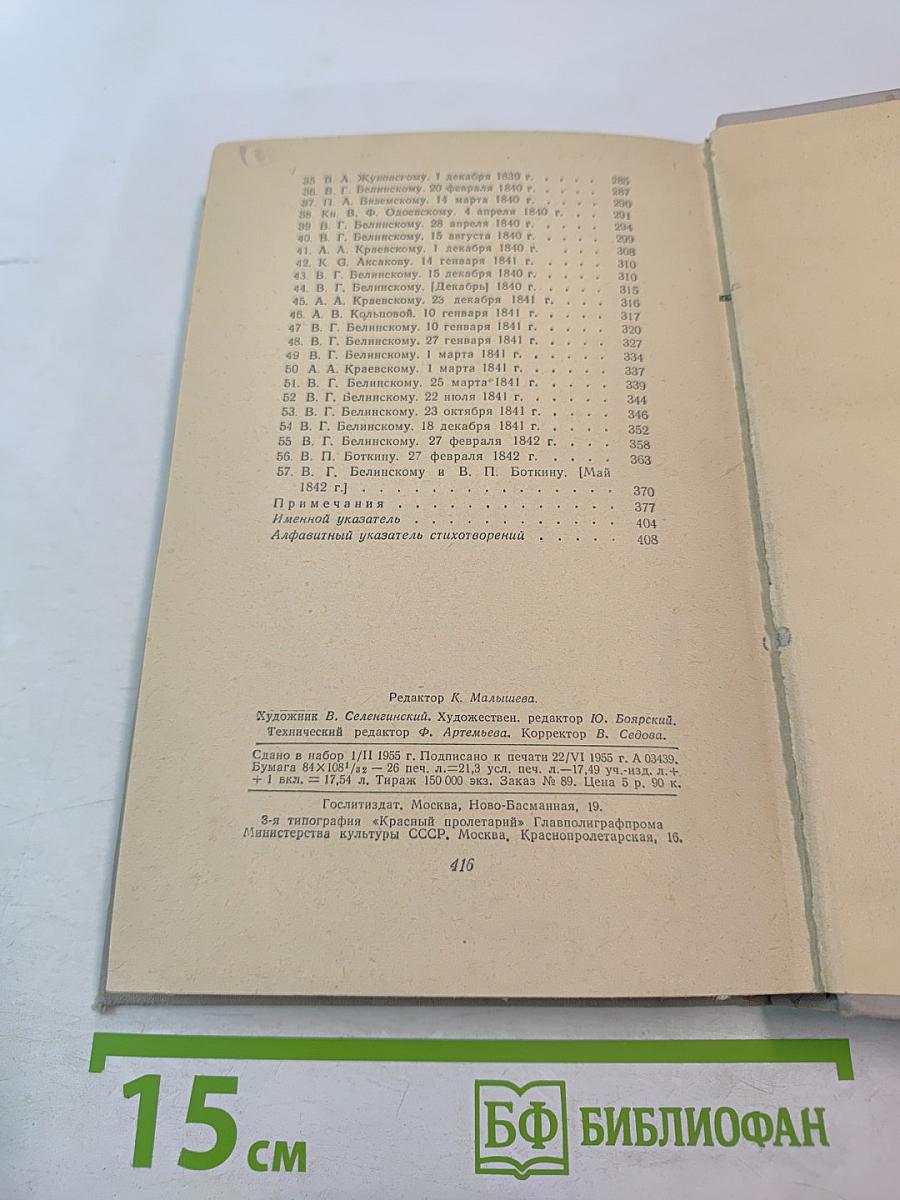 35 В. А. Жуковскому. 1 декабря 1839 г. . . . . 285
36. В. Г. Белинскому. 20 февраля 1840 г. . . . . 287
37. П. А. Вяземскому. 14 марта 1840 г. . . . . 290
38 Кн. В. Ф. Одоевскому. 4 апреля 1840 г. . . . 291
39 В. Г. Белинскому. 28 апреля 1840 г. . . . . 294
40. В. Г. Белинскому. 15 августа 1840 г. . . . . 299
41. А. А. Краевскому. 1 декабря 1840 г. . . . . 308
42. К. С. Аксакову. 14 генваря 1841 г. . . . . 310
43. В. Г. Белинскому. 15 декабря 1840 г. . . . . 310
44. В. Г. Белинскому. [Декабрь] 1840 г. . . . . 315
45. А. А. Краевскому. 23 декабря 1841 г. . . . . 316
46. А. В. Кольцовой. 10 генваря 1841 г. . . . . 317
47 В. Г. Белинскому. 10 генваря 1841 г. . . . . 320
48. В. Г. Белинскому. 27 генваря 1841 г. . . . . 327
49 В. Г. Белинскому. 1 марта 1841 г. . . . . . 334
50 А. А. Краевскому. 1 марта 1841 г. . . . . . 337
51. В. Г. Белинскому. 25 марта 1841 г. . . . . 339
52 В. Г. Белинскому. 22 июля 1841 г. . . . . . 344
53. В. Г. Белинскому. 23 октября 1841 г. . . . . 346
54 В. Г. Белинскому. 18 декабря 1841 г. . . . . 352
55 В. Г. Белинскому. 27 февраля 1842 г. . . . 358
56. В. П. Боткину. 27 февраля 1842 г. . . . . . 363
57. В. Г. Белинскому и В. П. Боткину. [Май
1842 г.] . . . . . . . . . . . . . . 370
Примечания . . . . . . . . . . . . 377
Именной указатель . . . . . . . . . . . 404
Алфавитный указатель стихотворений . . . . . 408
Редактор К. Малышева.
Художник В. Селенгинский. Художествен. редактор Ю. Боярский.
Технический редактор Ф. Артемьева. Корректор В. Седова.
Сдано в набор 1/II 1955 г. Подписано к печати 22/VI 1955 г. А 03439.
Бумага 84×108¹/₃₂ — 26 печ. л.=21,3 усл. печ. л.—17,49 уч.-изд. л.+
+ 1 вкл. = 17,54 л. Тираж 150 000 экз. Заказ № 89. Цена 5 р. 90 к.
Гослитиздат. Москва, Ново-Басманная, 19.
3-я типография «Красный пролетарий» Главполиграфпрома
Министерства культуры СССР. Москва, Краснопролетарская, 16.
416
15 см
БФ БИБЛИОФАН